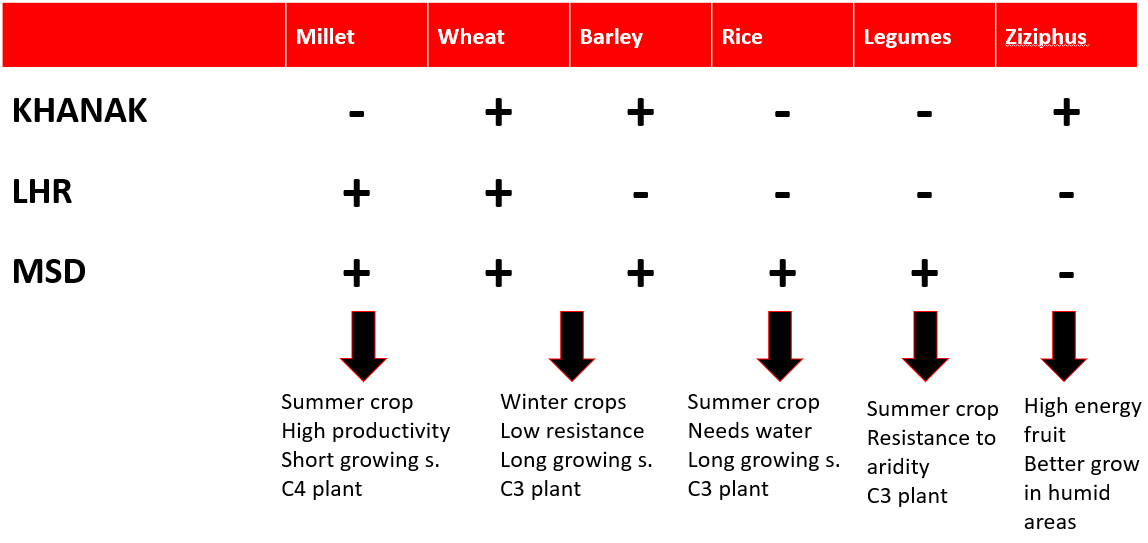 Millet Wheat Barley Rice Legumes Ziziphus
KHANAK - + + - - +
LHR + + - - - -
MSD + + + + + -
Summer crop
High productivity
Short growing s.
C4 plant
Winter crops
Low resistance
Long growing s.
C3 plant
Summer crop
Needs water
Long growing s.
C3 plant
Summer crop
Resistance to
aridity
C3 plant
High energy
fruit
Better grow
in humid
areas